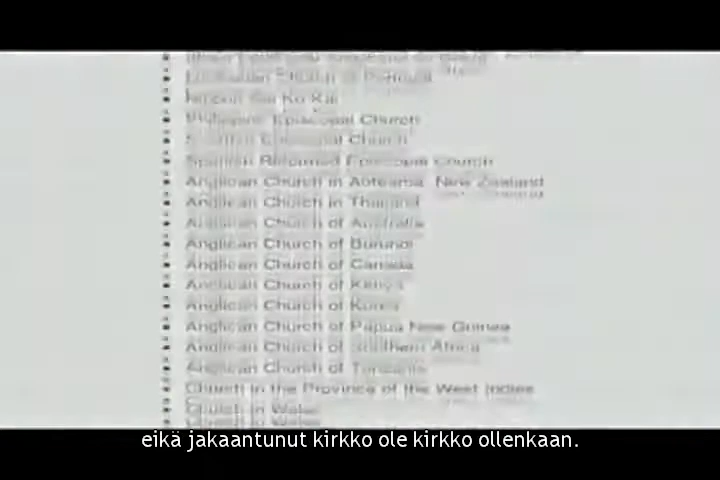 Lusitanian Church of Portugal
Nippon Sei Ko Kai
Philippine Episcopal Church
Scottish Episcopal Church
Spanish Reformed Episcopal Church
Anglican Church in Aotearoa New Zealand
Anglican Church in Thailand
Anglican Church of Australia
Anglican Church of Burundi
Anglican Church of Canada
Anglican Church of Kenya
Anglican Church of Korea
Anglican Church of Papua New Guinea
Anglican Church of Southern Africa
Anglican Church of Tanzania
Church in the Province of the West Indies
Church in Wales
eikä jakaantunut kirkko ole kirkko ollenkaan.